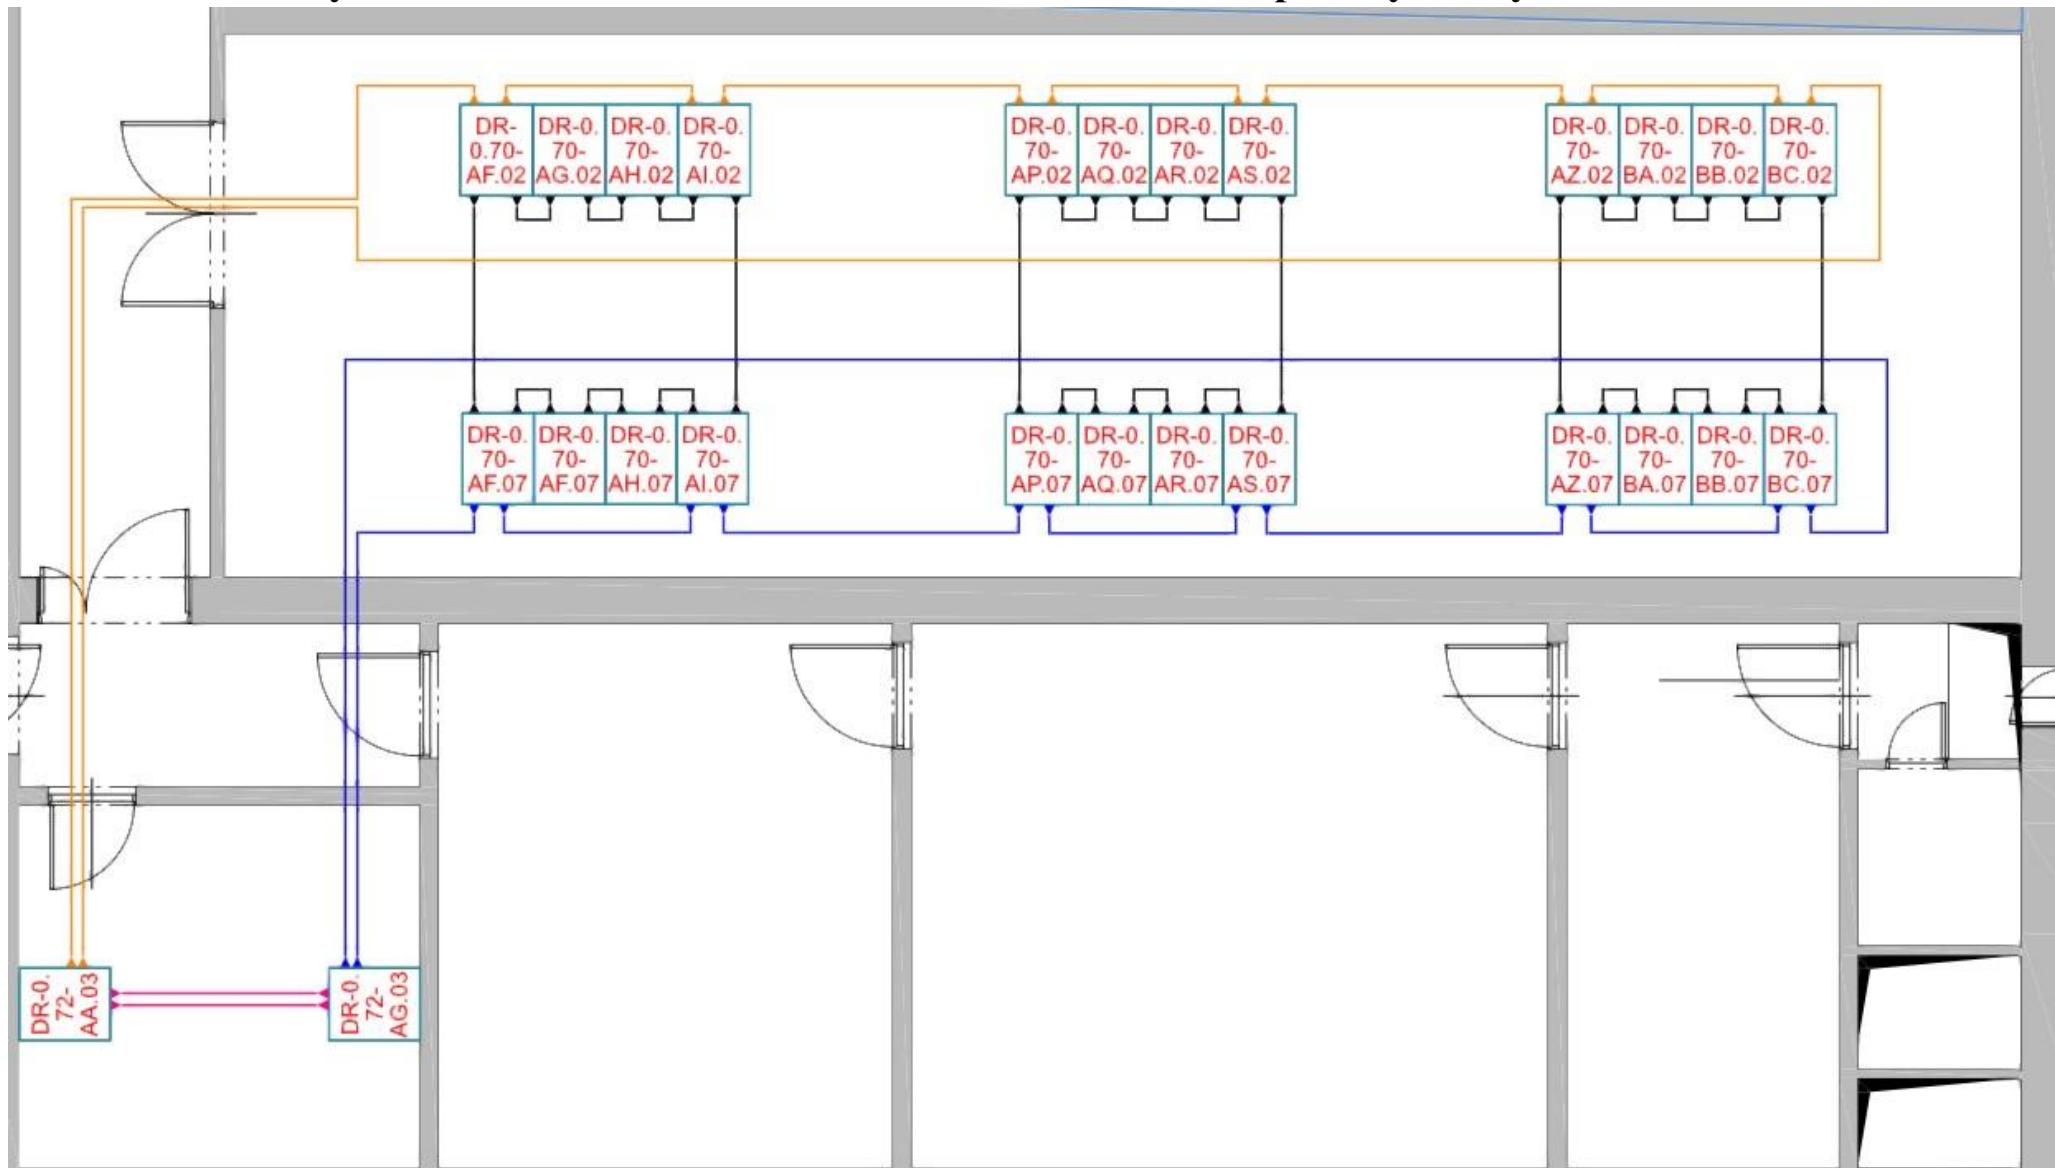 DR-
0.70-
AF.02
DR-0.
70-
AG.02
DR-0.
70-
AH.02
DR-0.
70-
AI.02
DR-0.
70-
AP.02
DR-0.
70-
AQ.02
DR-0.
70-
AR.02
DR-0.
70-
AS.02
DR-0.
70-
AZ.02
DR-0.
70-
BA.02
DR-0.
70-
BB.02
DR-0.
70-
BC.02
DR-0.
70-
AF.07
DR-0.
70-
AF.07
DR-0.
70-
AH.07
DR-0.
70-
AI.07
DR-0.
70-
AP.07
DR-0.
70-
AQ.07
DR-0.
70-
AR.07
DR-0.
70-
AS.07
DR-0.
70-
AZ.07
DR-0.
70-
BA.07
DR-0.
70-
BB.07
DR-0.
70-
BC.07
DR-0.
72-
AA.03
DR-0.
72-
AG.03